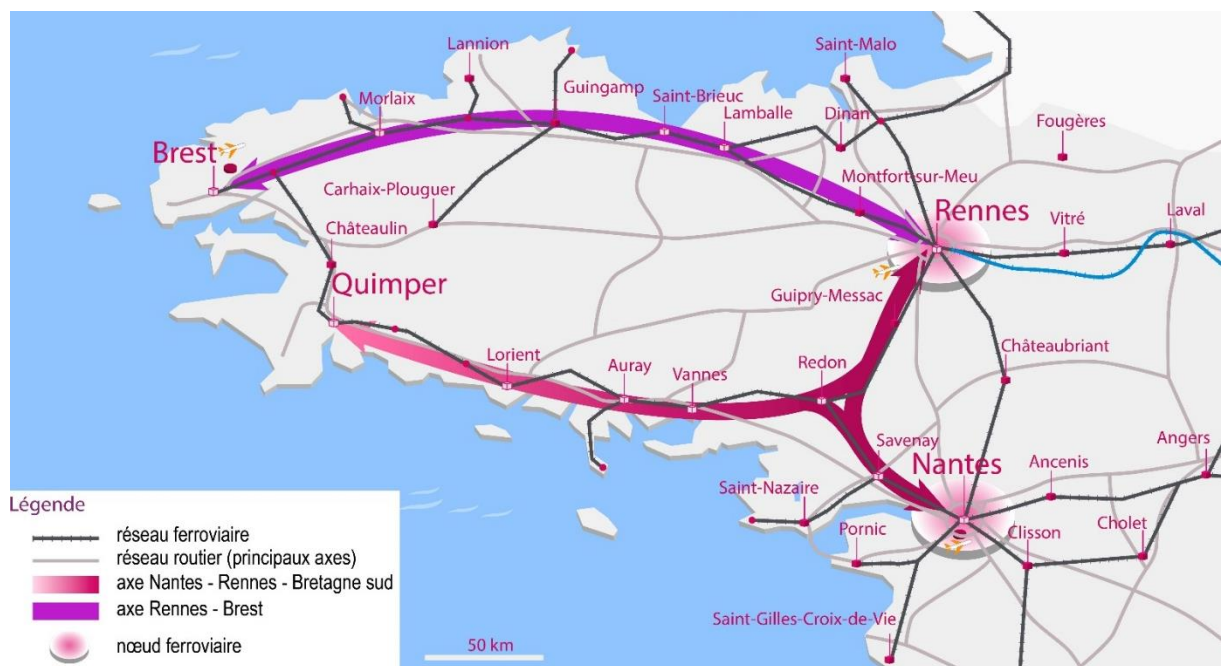 Lannion
Saint-Malo
Guingamp
Morlaix
Saint-Brieuc
Lamballe
Dinan
Fougères
Brest
Carhaix-Plouguer
Montfort-sur-Meu
Rennes
Vitré
Laval
Châteaulin
Quimper
Guipry-Messac
Lorient
Auray
Vannes
Redon
Châteaubriant
Savenay
Nantes
Ancenis
Angers
Saint-Nazaire
Pornic
Clisson
Cholet
Saint-Gilles-Croix-de-Vie
Légende
réseau ferroviaire
réseau routier (principaux axes)
axe Nantes - Rennes - Bretagne sud
axe Rennes - Brest
nœud ferroviaire
50 km